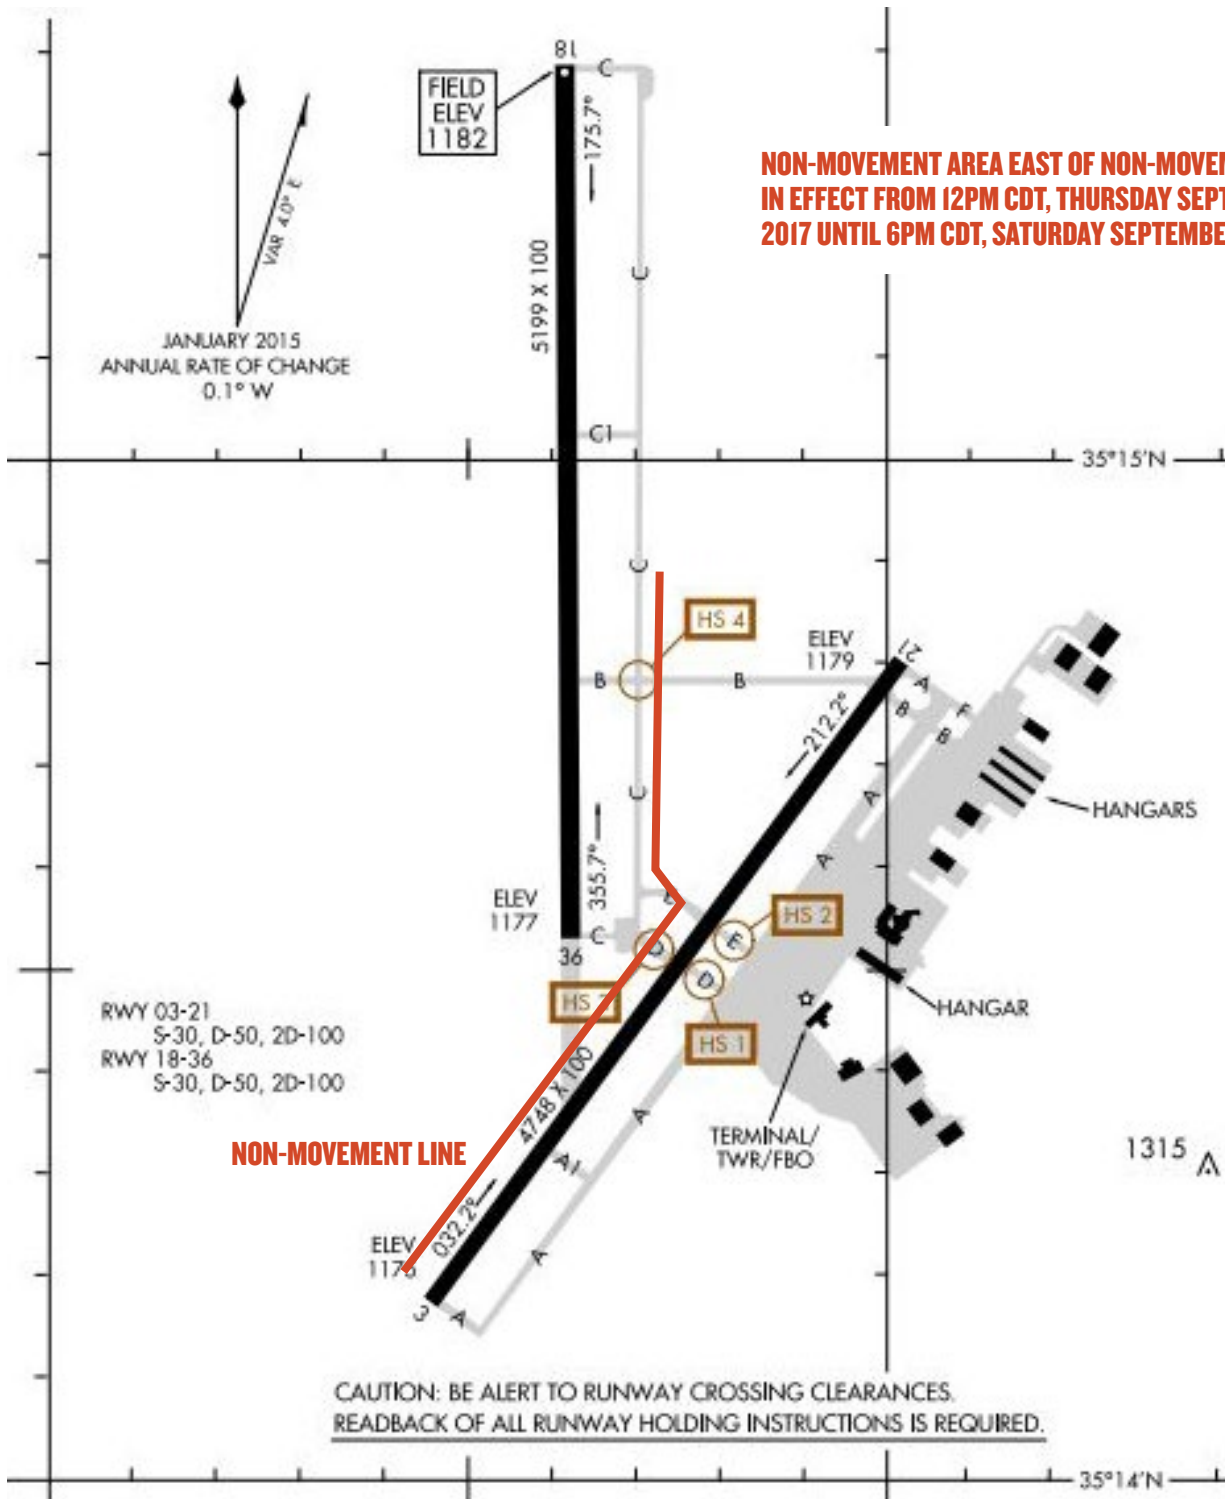 18
C
FIELD
ELEV
1182
175.7°
NON-MOVEMENT AREA EAST OF NON-MOVEM
IN EFFECT FROM 12PM CDT, THURSDAY SEPT
2017 UNTIL 6PM CDT, SATURDAY SEPTEMBE
VAR 4.0° E
5199 X 100
C
JANUARY 2015
ANNUAL RATE OF CHANGE
0.1° W
C1
35°15'N
C
HS 4
ELEV
1179
21
B
B
A
F
B
B
212.2°
C
A
HANGARS
355.7°
A
ELEV
1177
HS 2
C
E
36
D
HS
HS 1
HANGAR
RWY 03-21
S-30, D-50, 2D-100
RWY 18-36
S-30, D-50, 2D-100
4748 X 100
A
TERMINAL/
TWR/FBO
NON-MOVEMENT LINE
A1
1315
032.2°
ELEV
1176
A
3
A
CAUTION: BE ALERT TO RUNWAY CROSSING CLEARANCES.
READBACK OF ALL RUNWAY HOLDING INSTRUCTIONS IS REQUIRED.
35°14'N